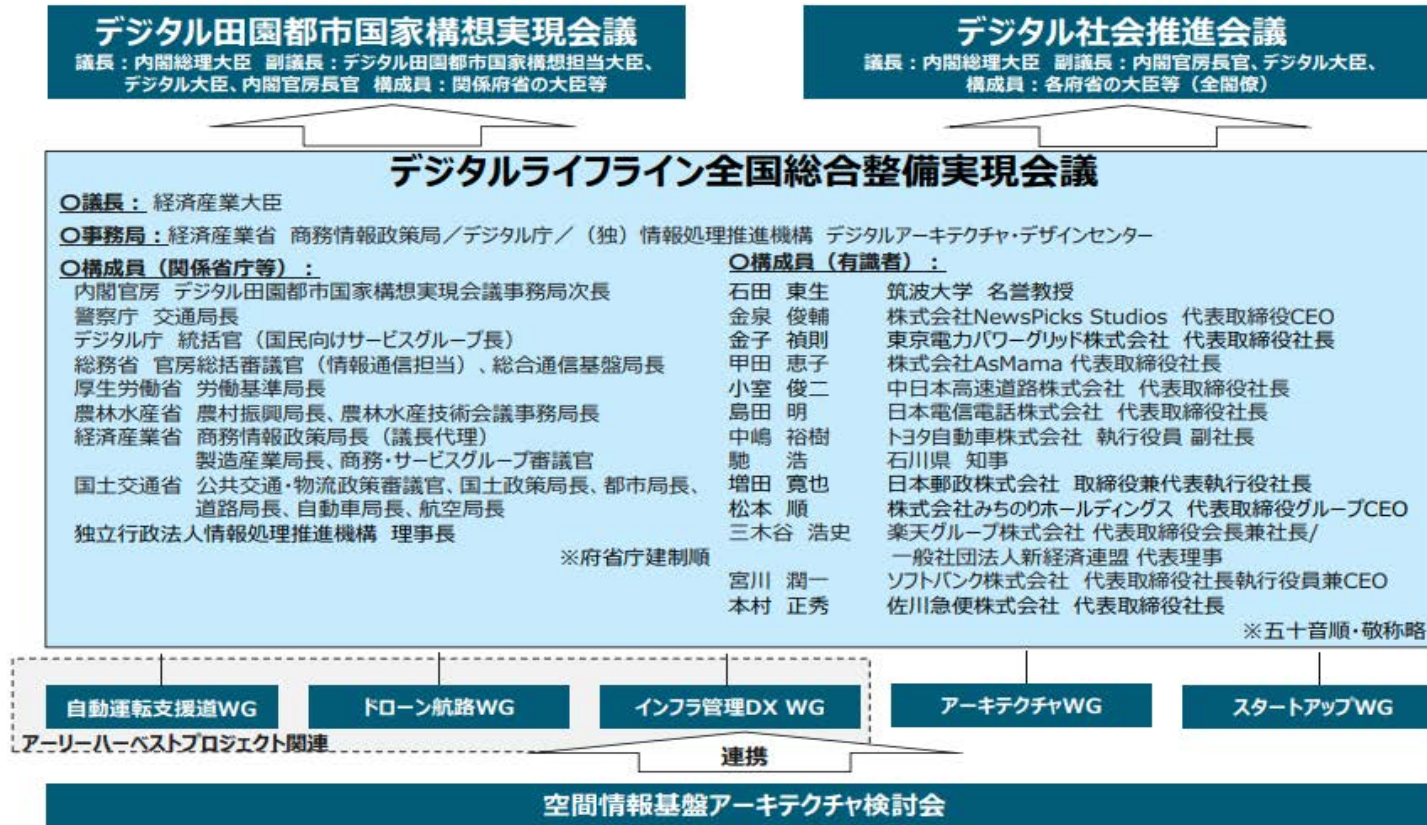 デジタル田園都市国家構想実現会議
議長：内閣総理大臣 副議長：デジタル田園都市国家構想担当大臣、
デジタル大臣、内閣官房長官 構成員：関係府省の大臣等
デジタル社会推進会議
議長：内閣総理大臣 副議長：内閣官房長官、デジタル大臣、
構成員：各府省の大臣等（全閣僚）
デジタルライフライン全国総合整備実現会議
〇議長： 経済産業大臣
〇事務局：経済産業省 商務情報政策局／デジタル庁／（独）情報処理推進機構 デジタルアーキテクチャ・デザインセンター
〇構成員（関係省庁等）：
内閣官房 デジタル田園都市国家構想実現会議事務局次長
警察庁 交通局長
デジタル庁 統括官（国民向けサービスグループ長）
総務省 官房総括審議官（情報通信担当）、総合通信基盤局長
厚生労働省 労働基準局長
農林水産省 農村振興局長、農林水産技術会議事務局長
経済産業省 商務情報政策局長（議長代理）
製造産業局長、商務・サービスグループ審議官
国土交通省 公共交通・物流政策審議官、国土政策局長、都市局長、
道路局長、自動車局長、航空局長
独立行政法人情報処理推進機構 理事長
※府省庁建制順
〇構成員（有識者）：
石田 東生 筑波大学 名誉教授
金泉 俊輔 株式会社NewsPicks Studios 代表取締役CEO
金子 禎則 東京電力パワーグリッド株式会社 代表取締役社長
甲田 恵子 株式会社AsMama 代表取締役社長
小室 俊二 中日本高速道路株式会社 代表取締役社長
島田 明 日本電信電話株式会社 代表取締役社長
中嶋 裕樹 トヨタ自動車株式会社 執行役員 副社長
馳 浩 石川県 知事
増田 寛也 日本郵政株式会社 取締役兼代表執行役社長
松本 順 株式会社みちのりホールディングス 代表取締役グループCEO
三木谷 浩史 楽天グループ株式会社 代表取締役会長兼社長/
一般社団法人新経済連盟 代表理事
宮川 潤一 ソフトバンク株式会社 代表取締役社長執行役員兼CEO
本村 正秀 佐川急便株式会社 代表取締役社長
※五十音順・敬称略
自動運転支援道WG
ドローン航路WG
インフラ管理DX WG
アーキテクチャWG
スタートアップWG
アーリーハーベストプロジェクト関連
連携
空間情報基盤アーキテクチャ検討会